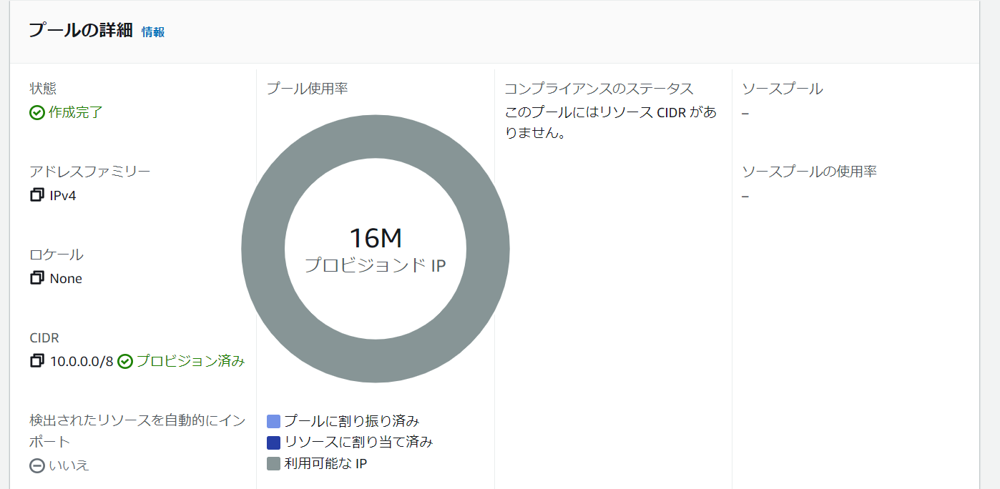 プールの詳細 情報
状態
作成完了
アドレスファミリー
IPv4
ロケール
None
CIDR
10.0.0.0/8 プロビジョン済み
検出されたリソースを自動的にイン
ポート
いいえ
プール使用率
16M
プロビジョンド IP
プールに割り振り済み
リソースに割り当て済み
利用可能な IP
コンプライアンスのステータス
このプールにはリソース CIDR があ
りません。
ソースプール
–
ソースプールの使用率
–